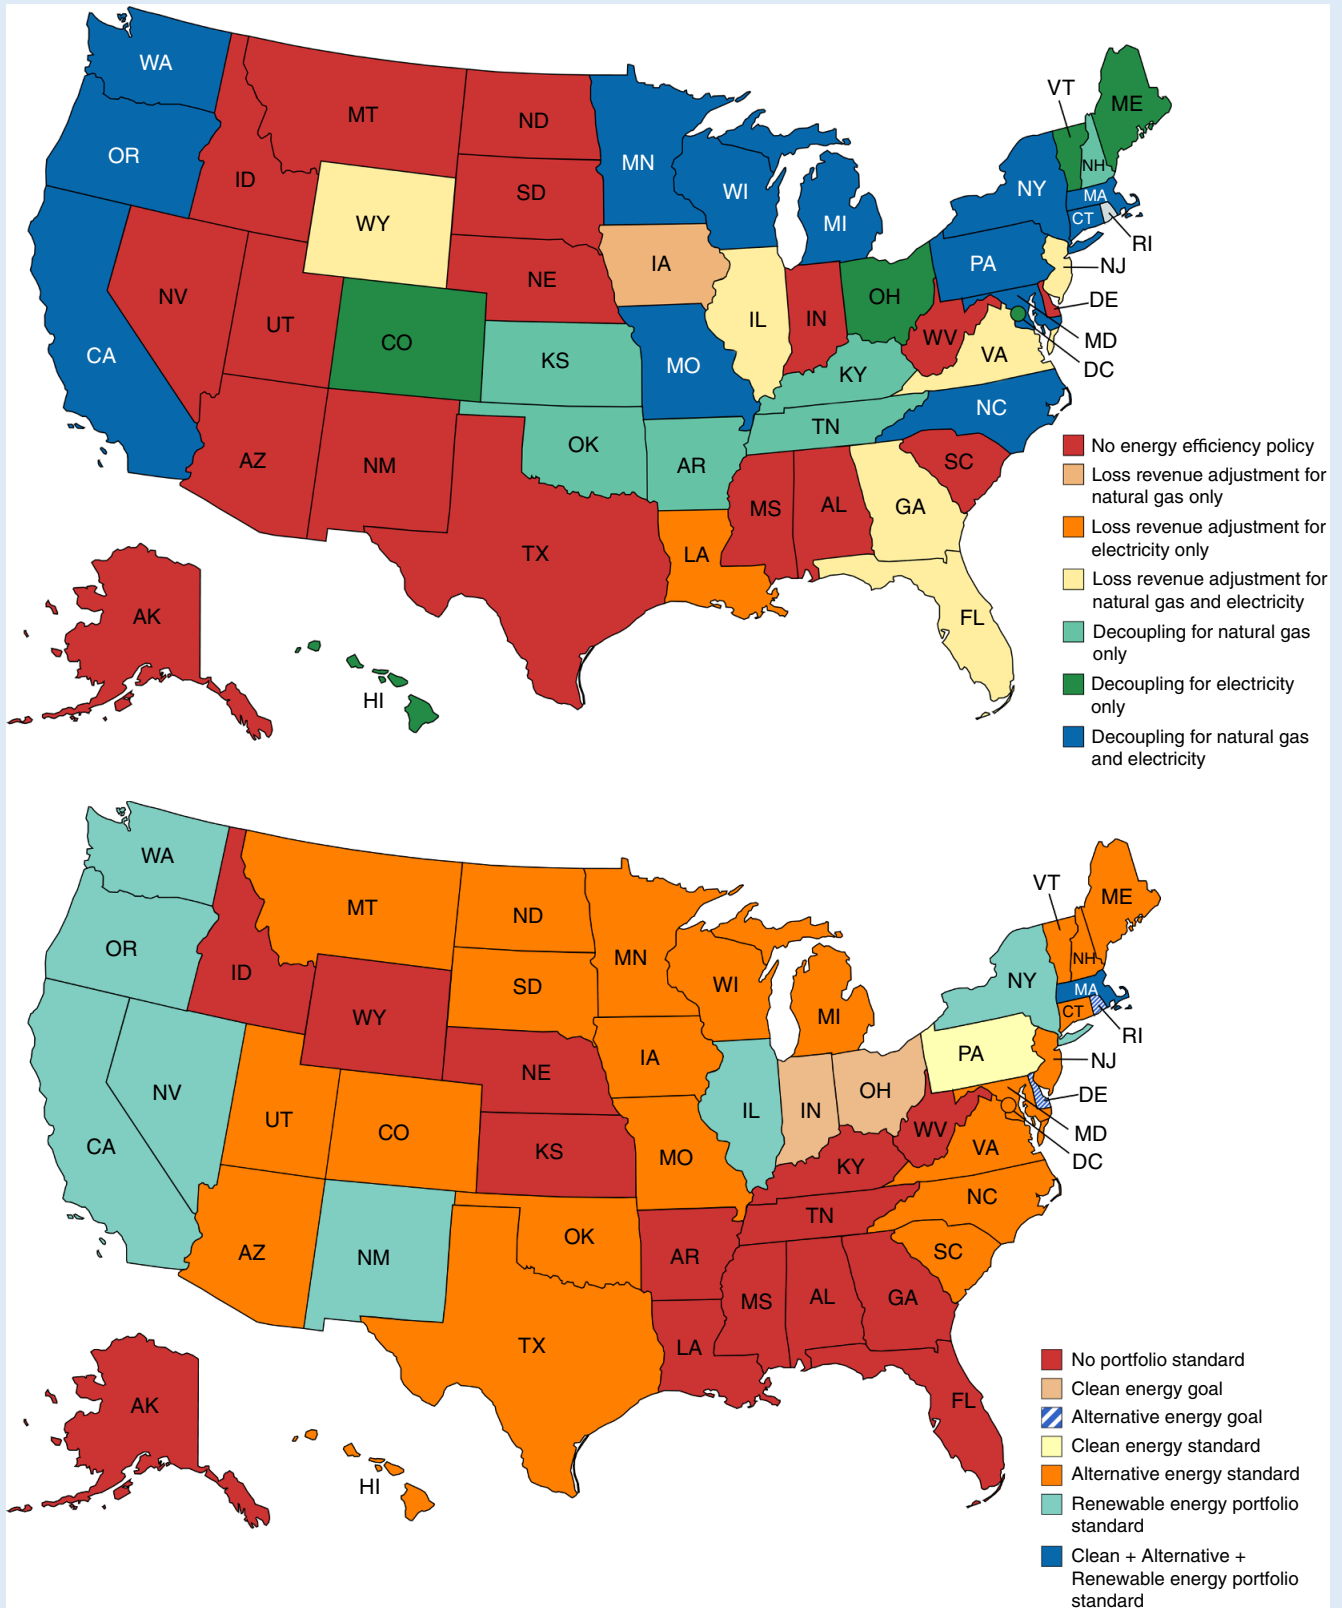 WA
MT
ND
VT
ME
OR
ID
SD
MN
WI
MI
NY
NH
MA
CT
RI
WY
IA
PA
NJ
NE
NV
UT
CO
IL
IN
OH
DE
WV
MD
VA
DC
CA
KS
MO
KY
NC
TN
AZ
NM
OK
AR
SC
MS
AL
GA
TX
LA
AK
FL
HI
No energy efficiency policy
Loss revenue adjustment for
natural gas only
Loss revenue adjustment for
electricity only
Loss revenue adjustment for
natural gas and electricity
Decoupling for natural gas
only
Decoupling for electricity
only
Decoupling for natural gas
and electricity
WA
MT
ND
VT
ME
OR
ID
SD
MN
WI
MI
NY
NH
MA
CT
RI
WY
IA
PA
NJ
NE
NV
UT
CO
IL
IN
OH
DE
WV
MD
VA
DC
CA
KS
MO
KY
NC
TN
AZ
NM
OK
AR
SC
MS
AL
GA
TX
LA
AK
FL
HI
No portfolio standard
Clean energy goal
Alternative energy goal
Clean energy standard
Alternative energy standard
Renewable energy portfolio
standard
Clean + Alternative +
Renewable energy portfolio
standard